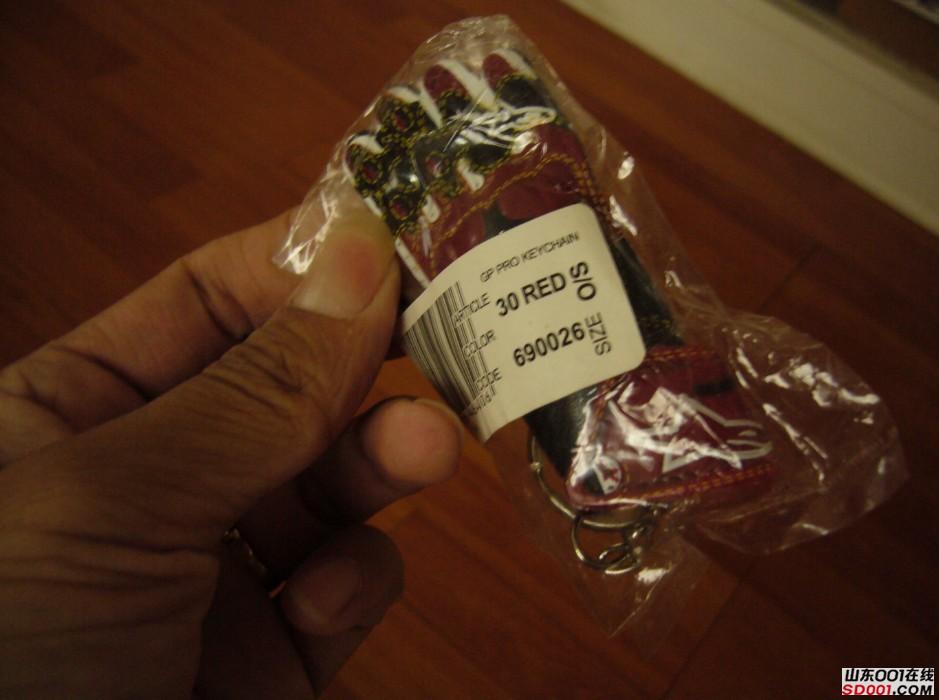 GP PRO KEYCHAIN
ARTICLE
30 RED
COLOR
690026
CODE
SIZE O/S
山东001在线
SD001.COM